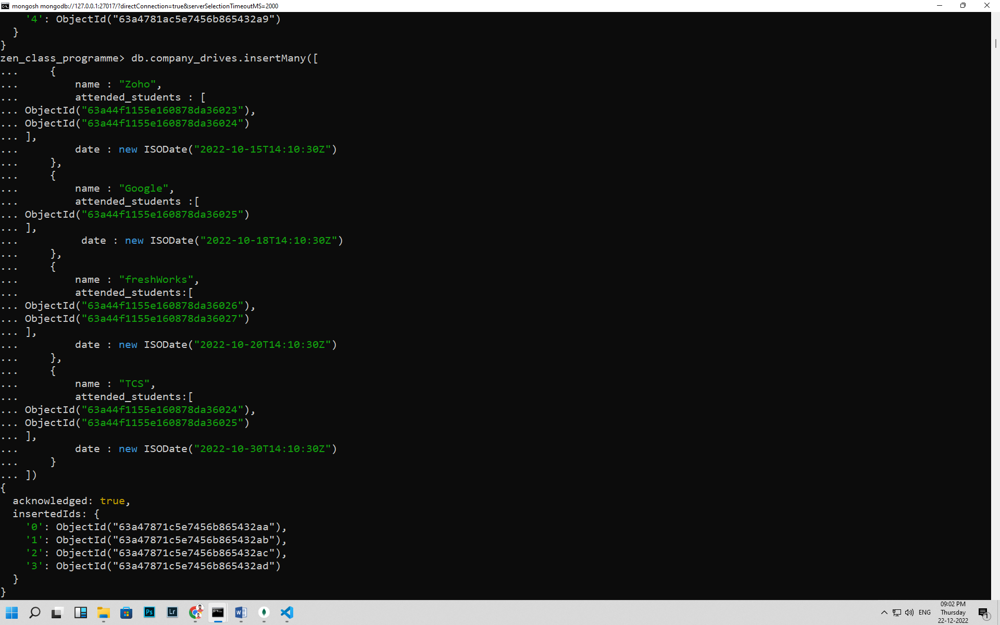 mongosh mongodb://127.0.0.1:27017/?directConnection=true&serverSelectionTimeoutMS=2000
    '4': ObjectId("63a4781ac5e7456b865432a9")
  }
}
zen_class_programme> db.company_drives.insertMany([
...     {
...         name : "Zoho",
...         attended_students : [
... ObjectId("63a44f1155e160878da36023"),
... ObjectId("63a44f1155e160878da36024")
... ],
...         date : new ISODate("2022-10-15T14:10:30Z")
...     },
...     {
...         name : "Google",
...         attended_students :[
... ObjectId("63a44f1155e160878da36025")
... ],
...          date : new ISODate("2022-10-18T14:10:30Z")
...     },
...     {
...         name : "freshWorks",
...         attended_students:[
... ObjectId("63a44f1155e160878da36026"),
... ObjectId("63a44f1155e160878da36027")
... ],
...         date : new ISODate("2022-10-20T14:10:30Z")
...     },
...     {
...         name : "TCS",
...         attended_students:[
... ObjectId("63a44f1155e160878da36024"),
... ObjectId("63a44f1155e160878da36025")
... ],
...         date : new ISODate("2022-10-30T14:10:30Z")
...     }
... ])
{
  acknowledged: true,
  insertedIds: {
    '0': ObjectId("63a47871c5e7456b865432aa"),
    '1': ObjectId("63a47871c5e7456b865432ab"),
    '2': ObjectId("63a47871c5e7456b865432ac"),
    '3': ObjectId("63a47871c5e7456b865432ad")
  }
}
Ps
Lr
ENG
09:02 PM
Thursday
22-12-2022
1